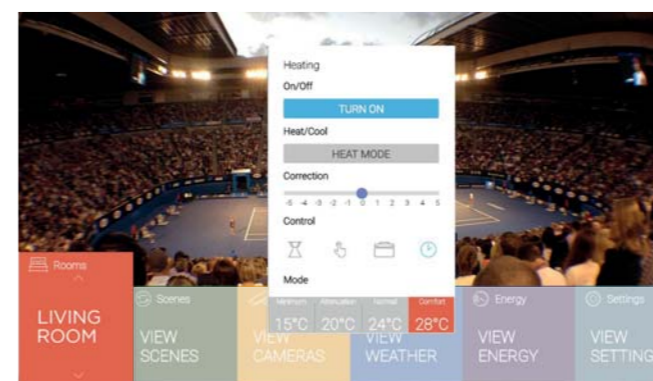 Heating
On/Off
TURN ON
Heat/Cool
HEAT MODE
Correction
-5 -4 -3 -2 -1 0 1 2 3 4 5
Control
Mode
Minimum Attenuation Normal Comfort
15°C 20°C 24°C 28°C
Rooms
LIVING
ROOM
Scenes
VIEW
SCENES
VIEW
CAMERAS
VIEW
WEATHER
Energy
VIEW
ENERGY
Settings
VIEW
SETTING